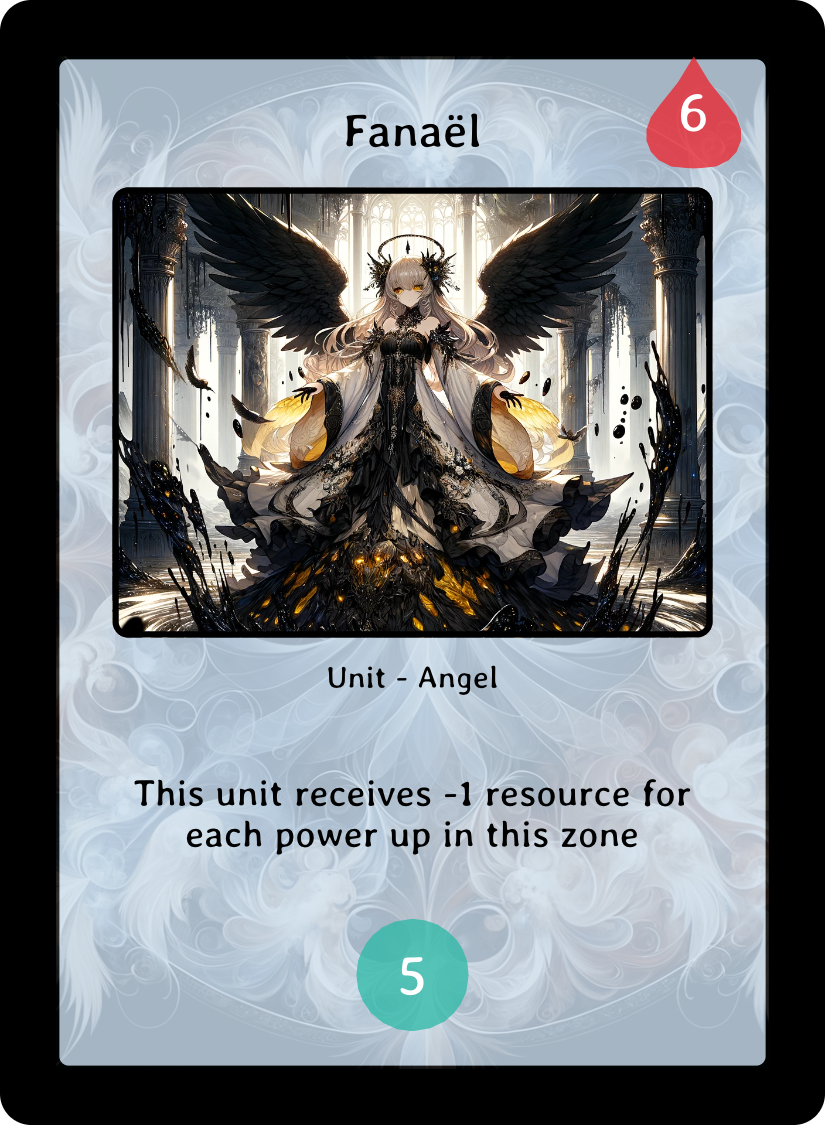 Fanaël
6
Unit - Angel
This unit receives -1 resource for
each power up in this zone
5